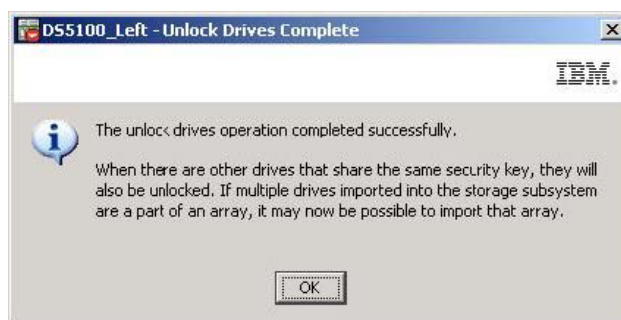 DS5100_Left - Unlock Drives Complete
IBM.
The unlock drives operation completed successfully.
When there are other drives that share the same security key, they will
also be unlocked. If multiple drives imported into the storage subsystem
are a part of an array, it may now be possible to import that array.
OK